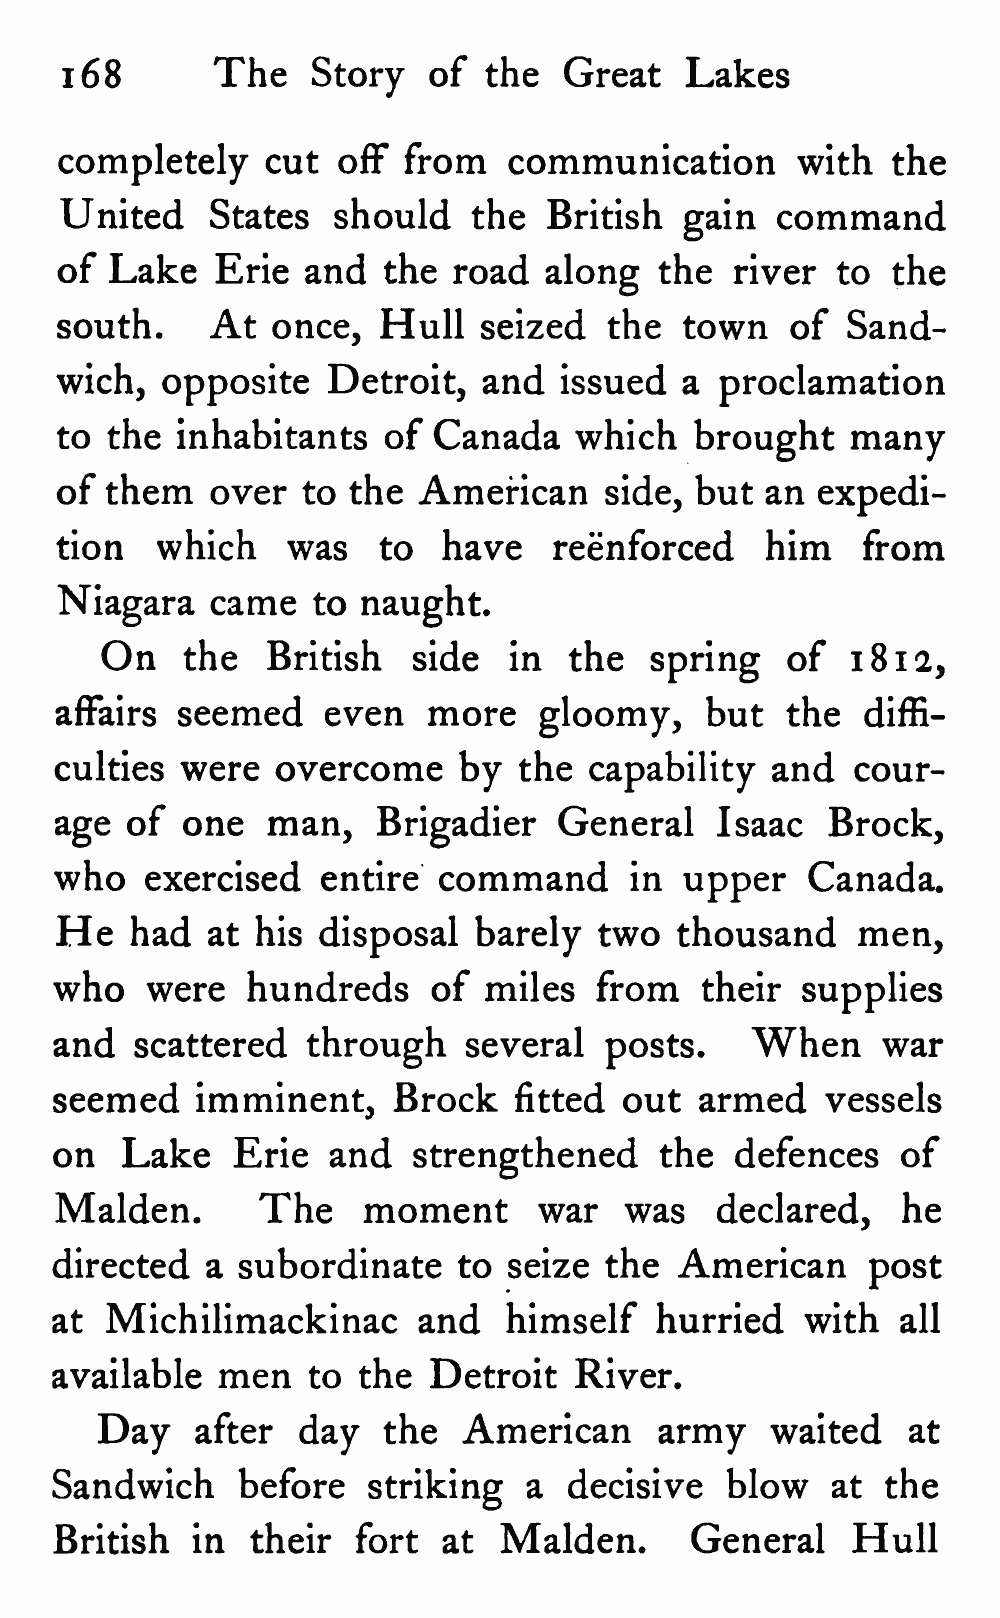 168 The Story of the Great Lakes
completely cut off from communication with the
United States should the British gain command
of Lake Erie and the road along the river to the
south. At once, Hull seized the town of Sand-
wich, opposite Detroit, and issued a proclamation
to the inhabitants of Canada which brought many
of them over to the American side, but an expedi-
tion which was to have reënforced him from
Niagara came to naught.
On the British side in the spring of 1812,
affairs seemed even more gloomy, but the diffi-
culties were overcome by the capability and cour-
age of one man, Brigadier General Isaac Brock,
who exercised entire command in upper Canada.
He had at his disposal barely two thousand men,
who were hundreds of miles from their supplies
and scattered through several posts. When war
seemed imminent, Brock fitted out armed vessels
on Lake Erie and strengthened the defences of
Malden. The moment war was declared, he
directed a subordinate to seize the American post
at Michilimackinac and himself hurried with all
available men to the Detroit River.
Day after day the American army waited at
Sandwich before striking a decisive blow at the
British in their fort at Malden. General Hull